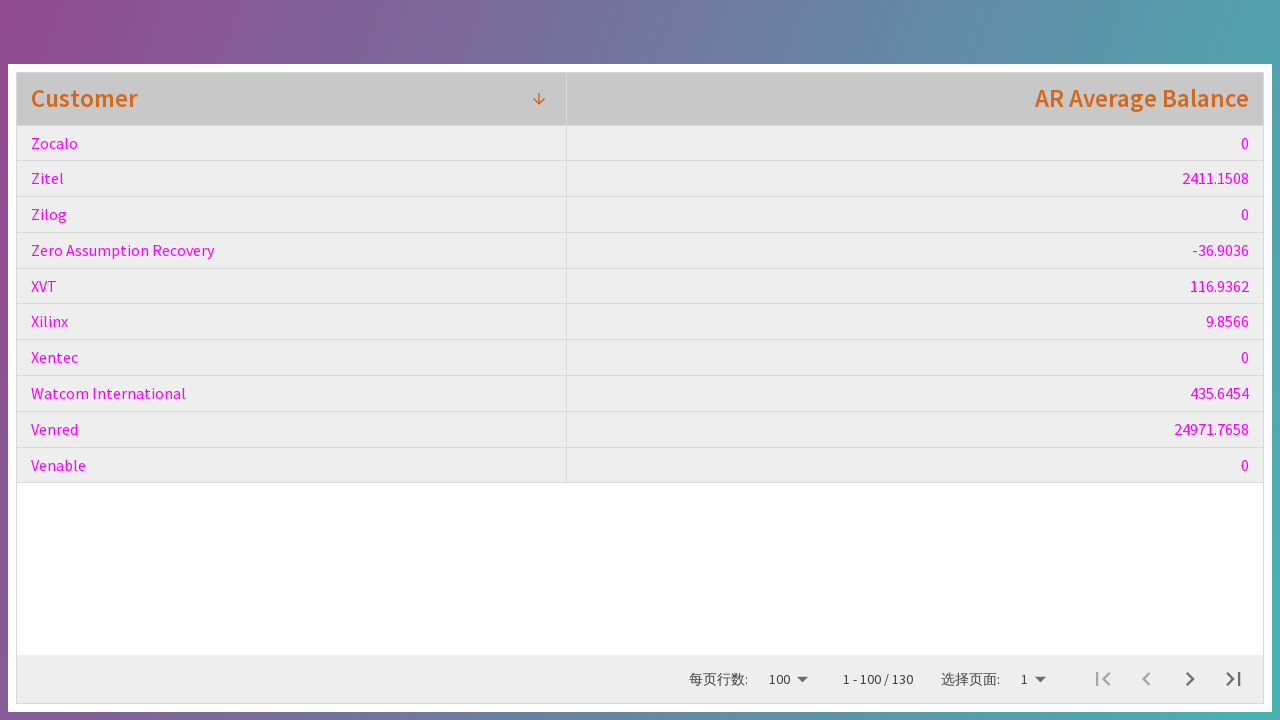 Customer AR Average Balance
Zocalo 0
Zitel 2411.1508
Zilog 0
Zero Assumption Recovery -36.9036
XVT 116.9362
Xilinx 9.8566
Xentec 0
Watcom International 435.6454
Venred 24971.7658
Venable 0
每页行数: 100 1 - 100 / 130 选择页面: 1